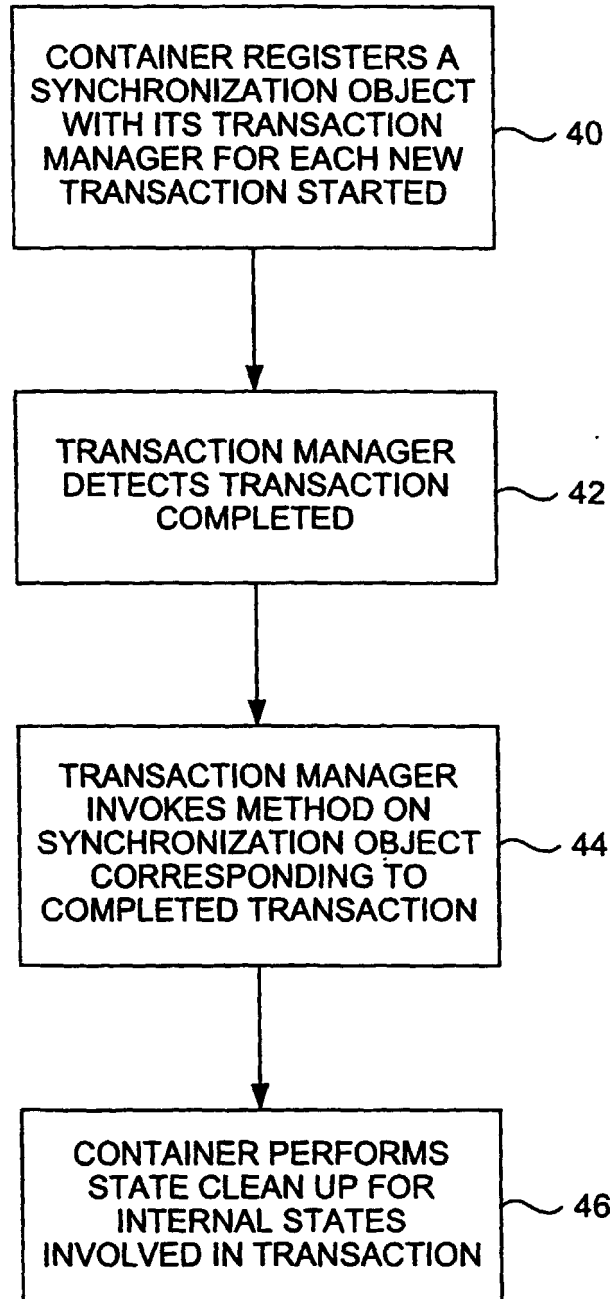 CONTAINER REGISTERS A
SYNCHRONIZATION OBJECT
WITH ITS TRANSACTION
MANAGER FOR EACH NEW
TRANSACTION STARTED
40
TRANSACTION MANAGER
DETECTS TRANSACTION
COMPLETED
42
TRANSACTION MANAGER
INVOKES METHOD ON
SYNCHRONIZATION OBJECT
CORRESPONDING TO
COMPLETED TRANSACTION
44
CONTAINER PERFORMS
STATE CLEAN UP FOR
INTERNAL STATES
INVOLVED IN TRANSACTION
46